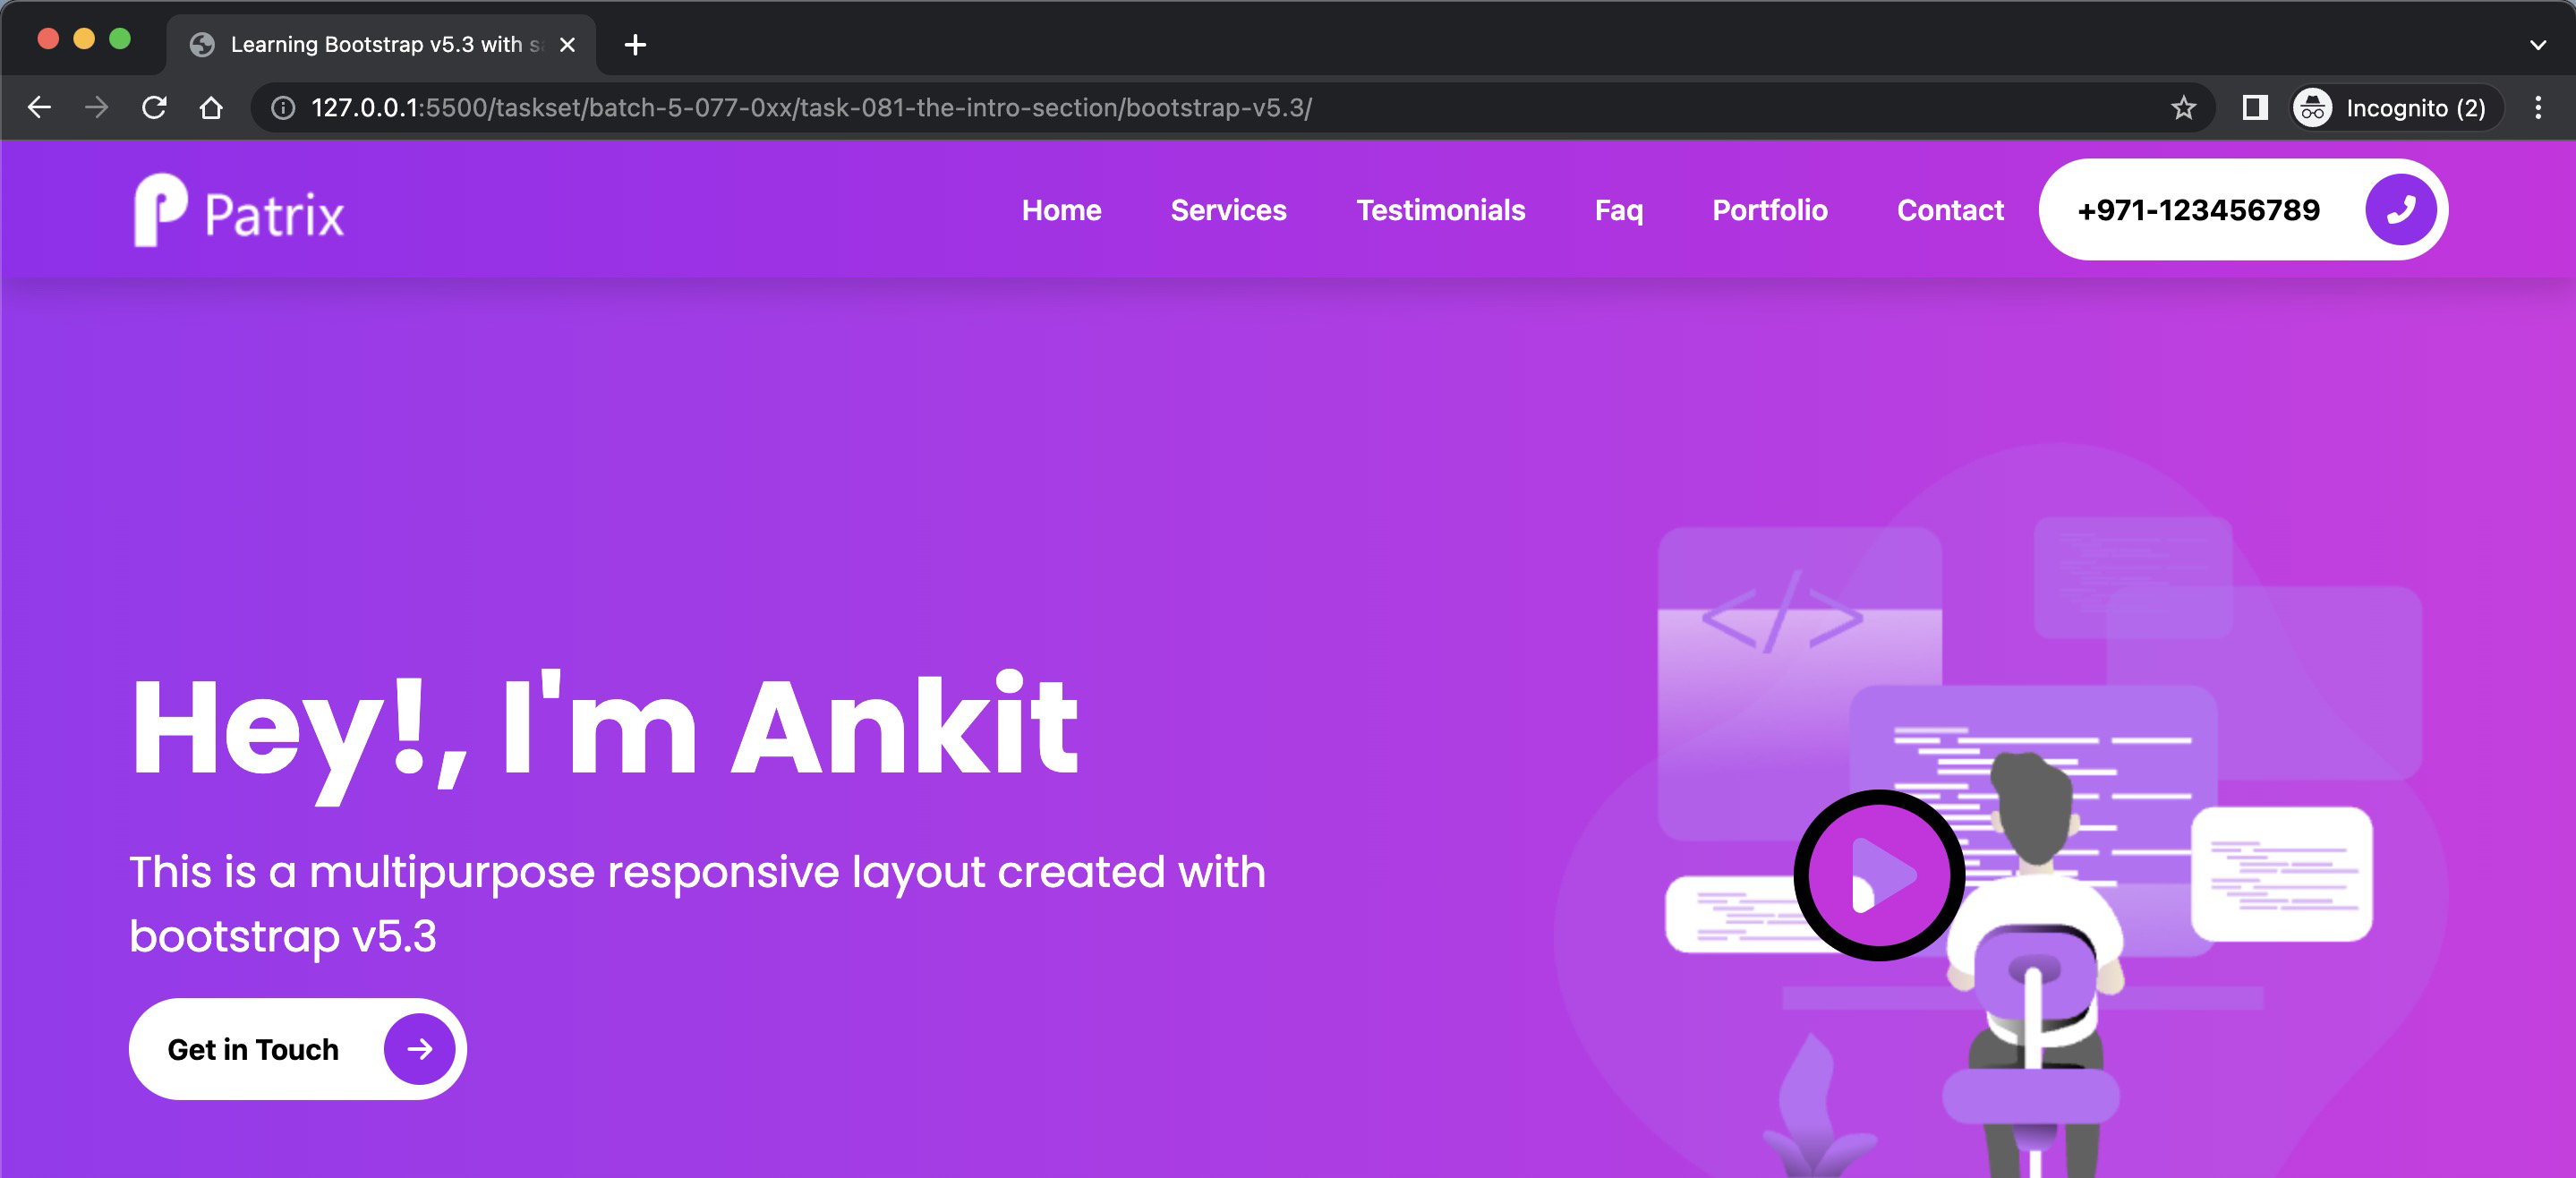 Learning Bootstrap v5.3 with s
127.0.0.1:5500/taskset/batch-5-077-0xx/task-081-the-intro-section/bootstrap-v5.3/
Incognito (2)
Patrix
Home Services Testimonials Faq Portfolio Contact +971-123456789
</>
Hey!, I'm Ankit
This is a multipurpose responsive layout created with
bootstrap v5.3
Get in Touch